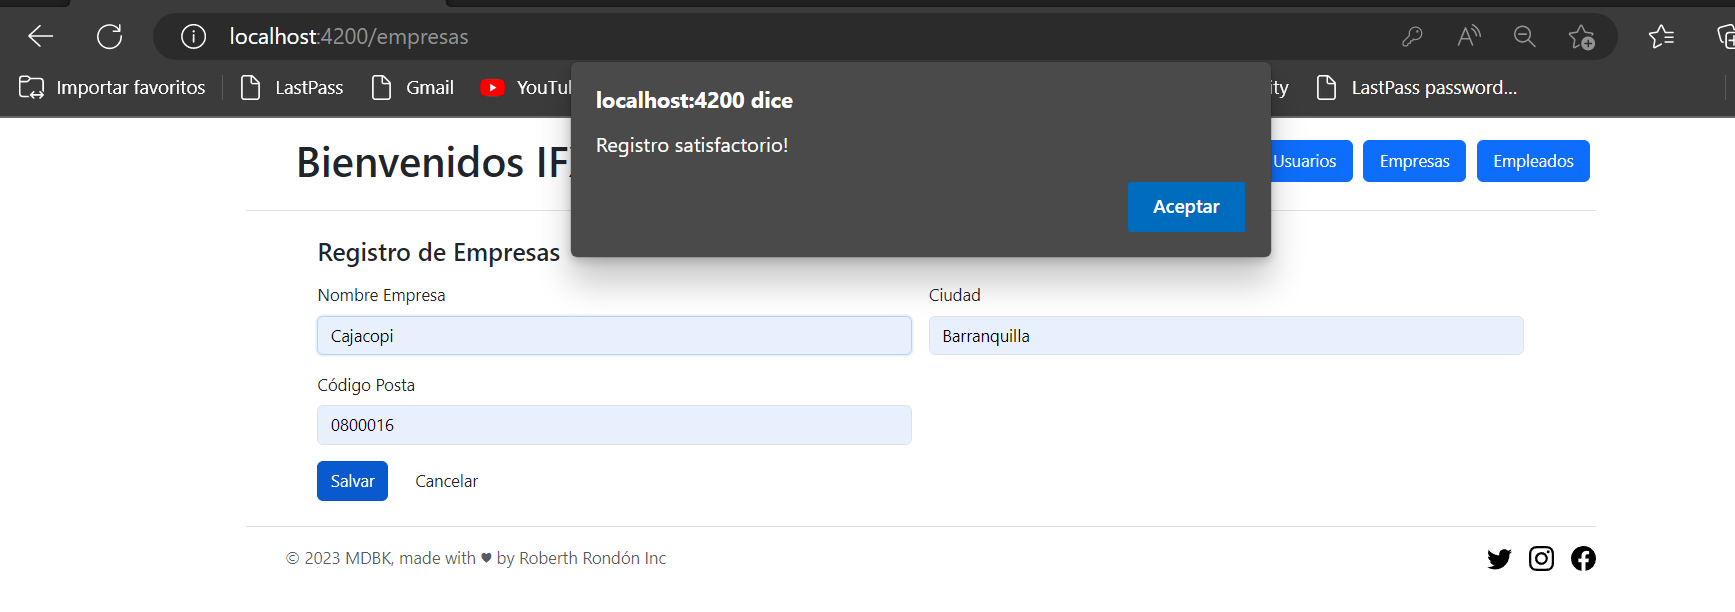 localhost:4200/empresas
Importar favoritos
LastPass
Gmail
YouTu
ity
LastPass password...
localhost:4200 dice
Registro satisfactorio!
Aceptar
Bienvenidos IF
Usuarios
Empresas
Empleados
Registro de Empresas
Nombre Empresa
Ciudad
Cajacopi
Barranquilla
Código Posta
0800016
Salvar
Cancelar
© 2023 MDBK, made with ♥ by Roberth Rondón Inc